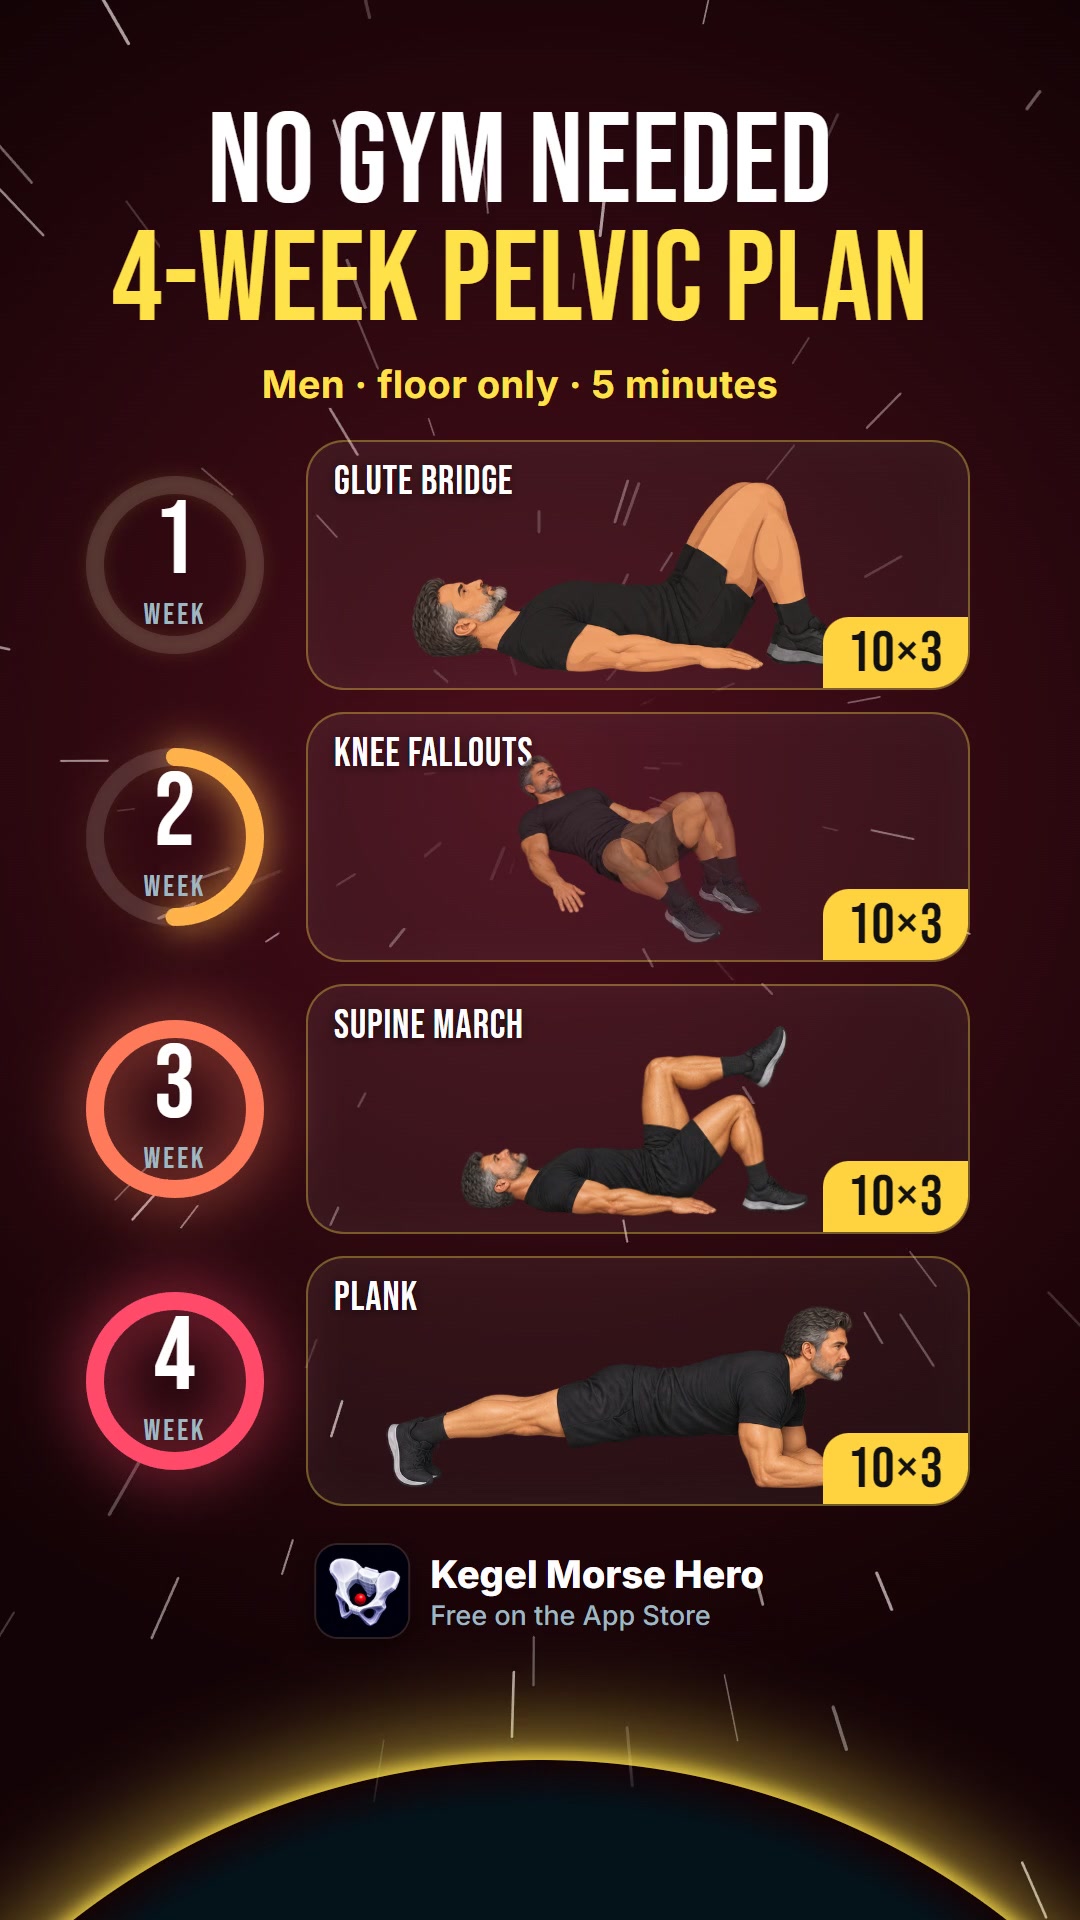 NO GYM NEEDED
4-WEEK PELVIC PLAN
Men · floor only · 5 minutes
1
WEEK
GLUTE BRIDGE
10×3
2
WEEK
KNEE FALLOUTS
10×3
3
WEEK
SUPINE MARCH
10×3
4
WEEK
PLANK
10×3
Kegel Morse Hero
Free on the App Store